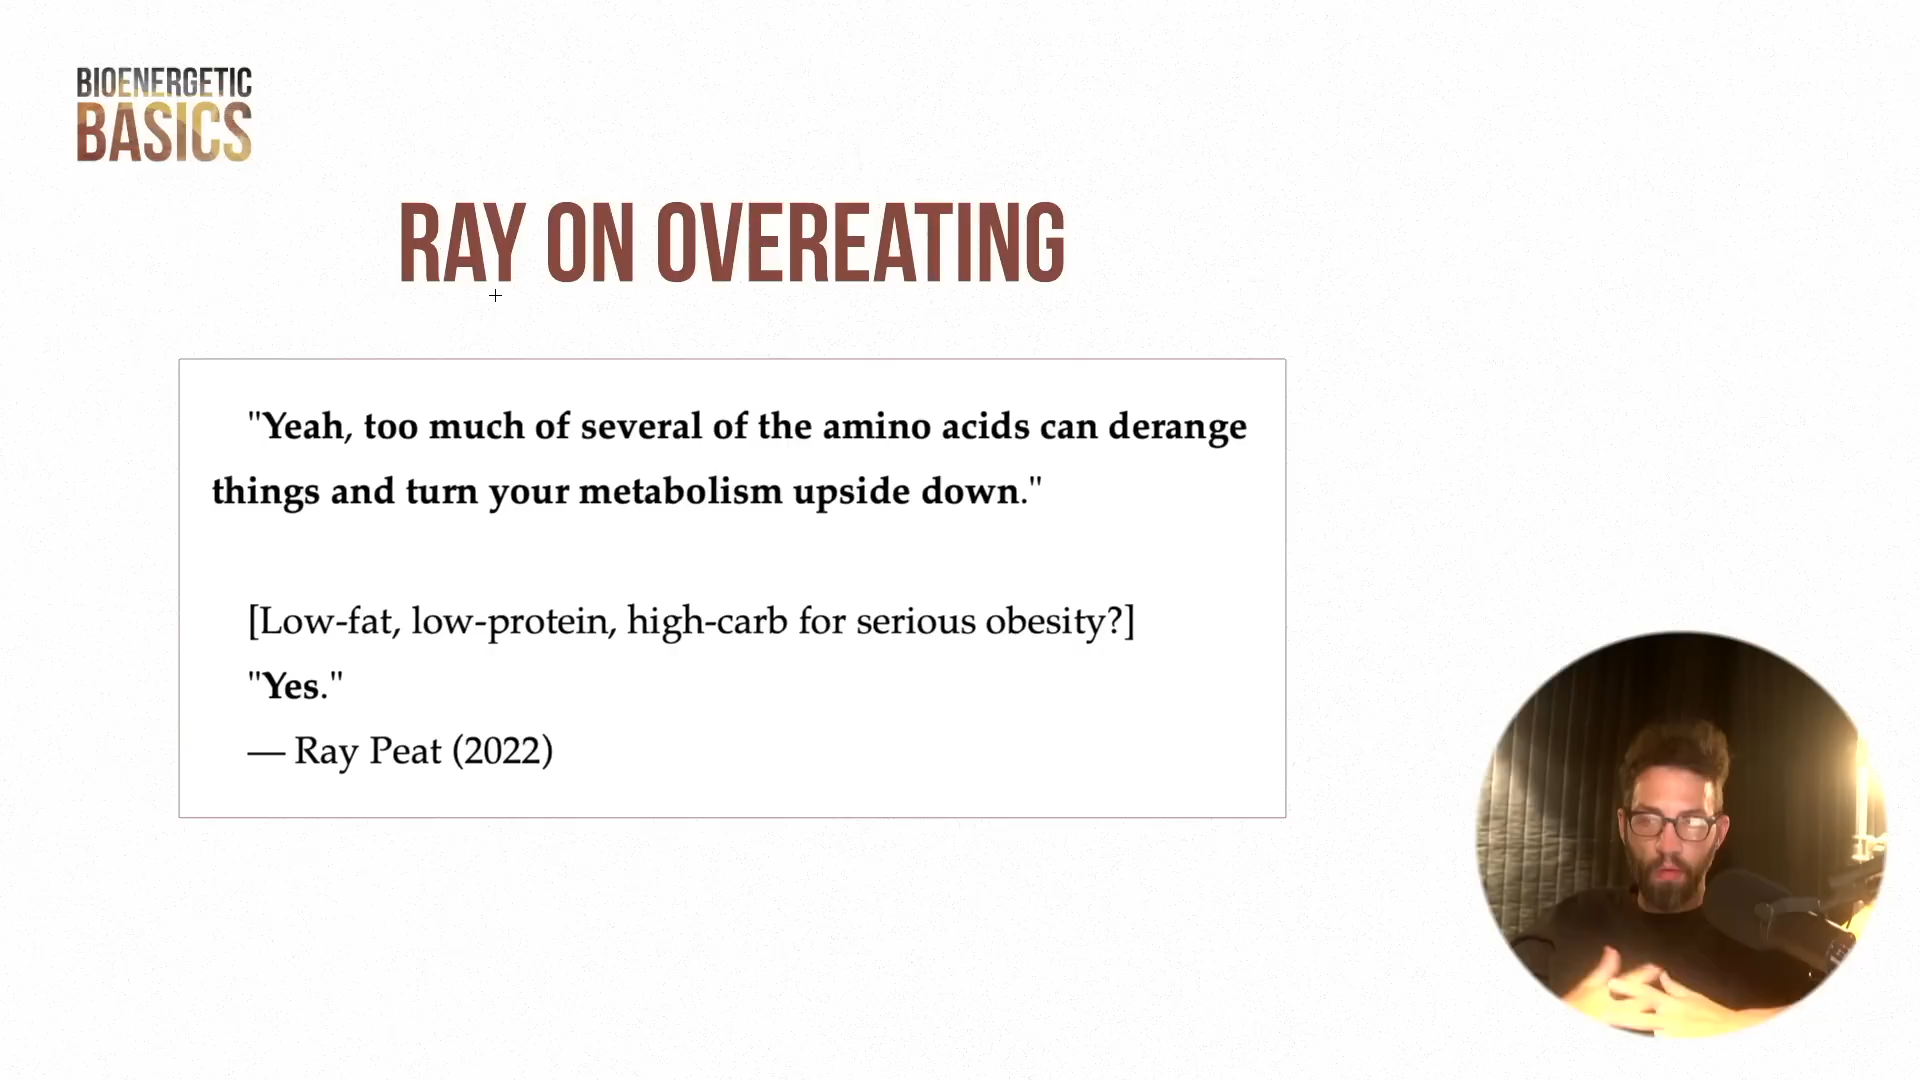 BIOENERGETIC
BASICS
RAY ON OVEREATING
"Yeah, too much of several of the amino acids can derange
things and turn your metabolism upside down."
[Low-fat, low-protein, high-carb for serious obesity?]
"Yes."
— Ray Peat (2022)